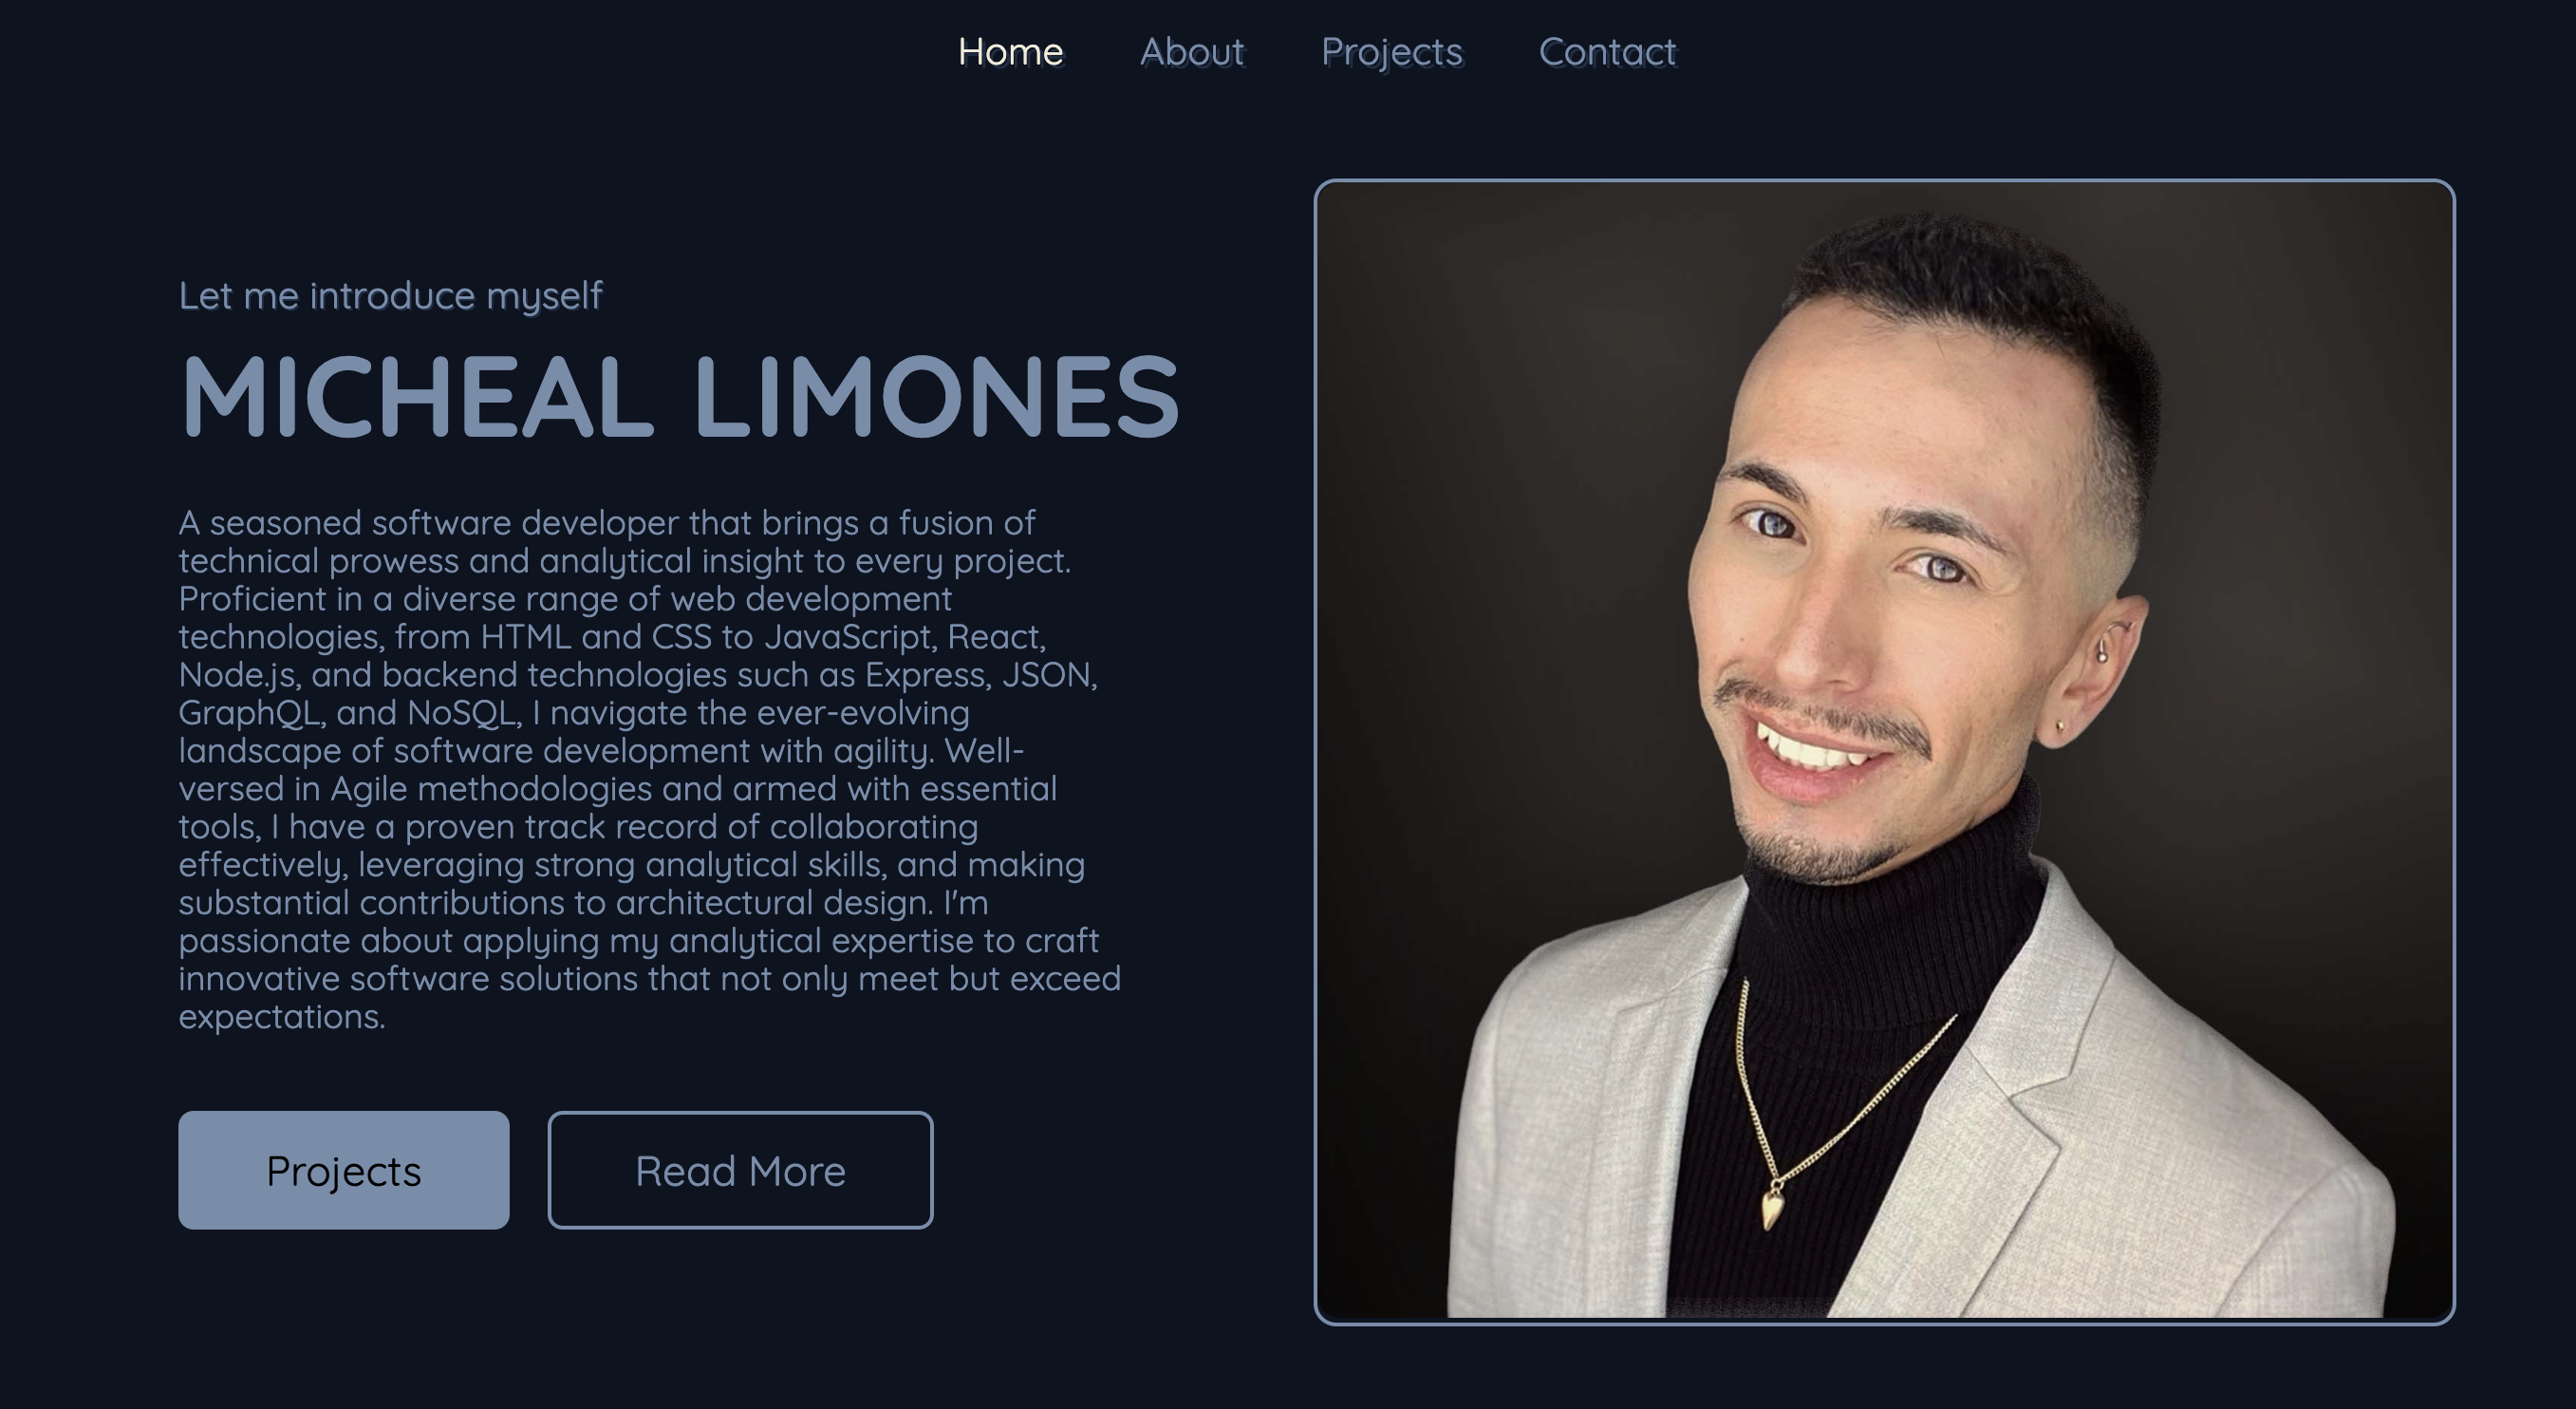 Home About Projects Contact
Let me introduce myself
MICHEAL LIMONES
A seasoned software developer that brings a fusion of
technical prowess and analytical insight to every project.
Proficient in a diverse range of web development
technologies, from HTML and CSS to JavaScript, React,
Node.js, and backend technologies such as Express, JSON,
GraphQL, and NoSQL, I navigate the ever-evolving
landscape of software development with agility. Well-
versed in Agile methodologies and armed with essential
tools, I have a proven track record of collaborating
effectively, leveraging strong analytical skills, and making
substantial contributions to architectural design. I'm
passionate about applying my analytical expertise to craft
innovative software solutions that not only meet but exceed
expectations.
Projects Read More